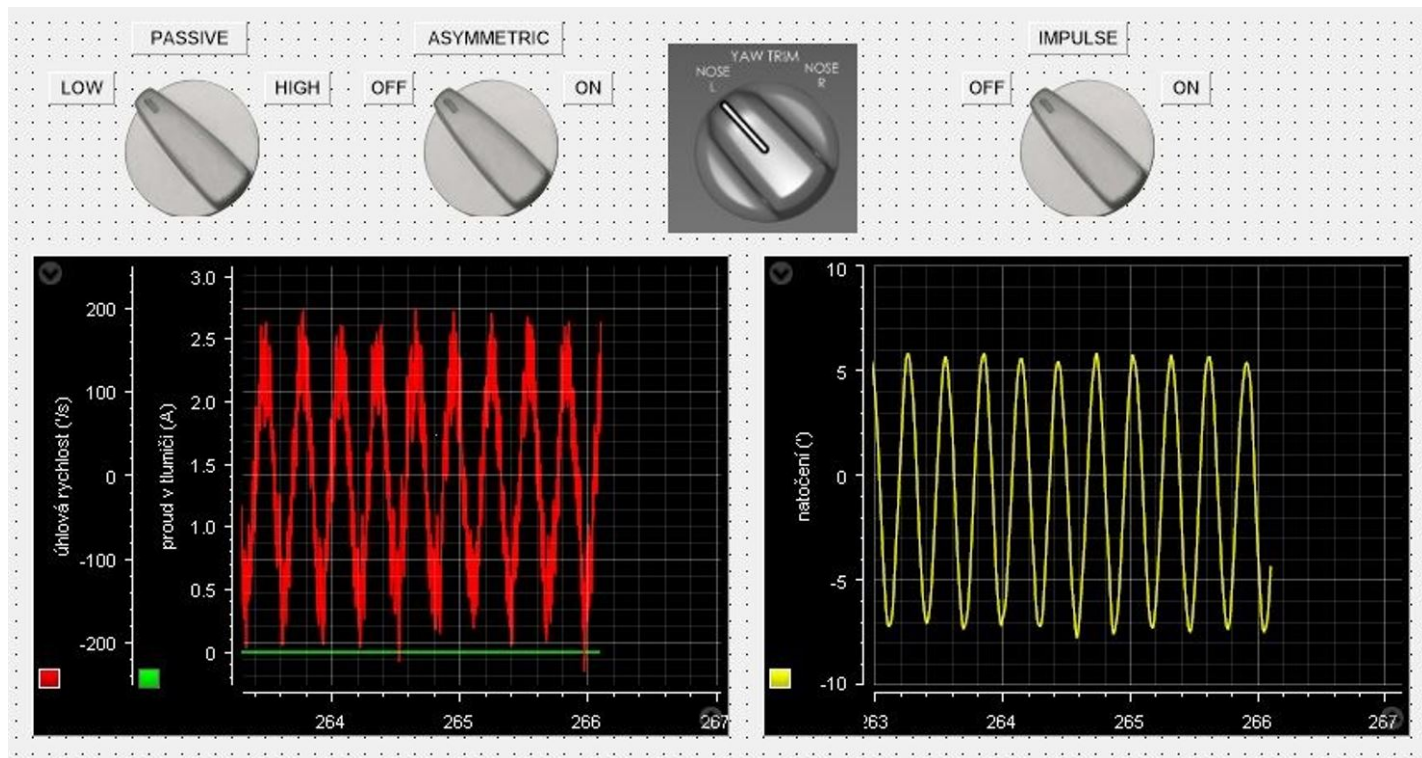 PASSIVE
LOW
HIGH
ASYMMETRIC
OFF
ON
YAW TRIM
NOSE
L
NOSE
R
IMPULSE
OFF
ON
úhlová rychlost (°/s)
200
100
0
-100
-200
proud v tlumiči (A)
3.0
2.5
2.0
1.5
1.0
0.5
0
264
265
266
267
natočení (°)
10
5
0
-5
-10
263
264
265
266
267